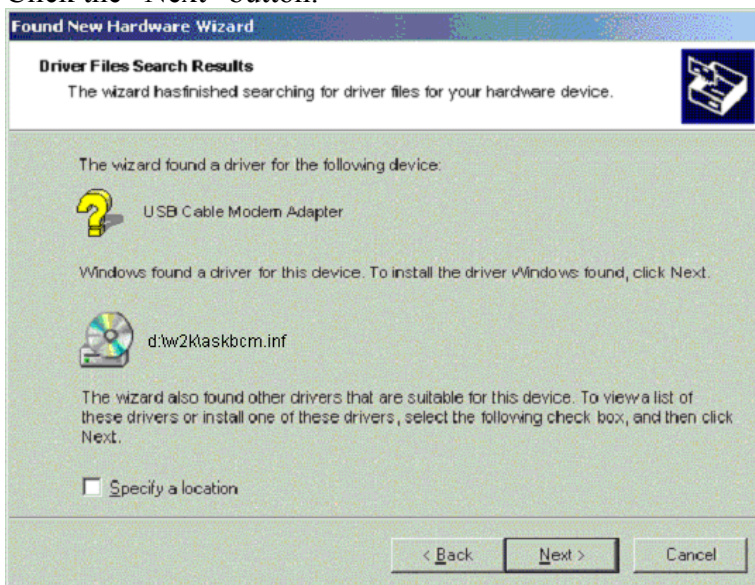 Click the "Next" button.
Found New Hardware Wizard
Driver Files Search Results
The wizard hasfinished searching for driver files for your hardware device.
The wizard found a driver for the following device:
USB Cable Modem Adapter
Windows found a driver for this device. To install the driver Windows found, click Next.
d:\w2k\askbcm.inf
The wizard also found other drivers that are suitable for this device. To view a list of
these drivers or install one of these drivers, select the following check box, and then click
Next.
Specify a location
< Back
Next >
Cancel